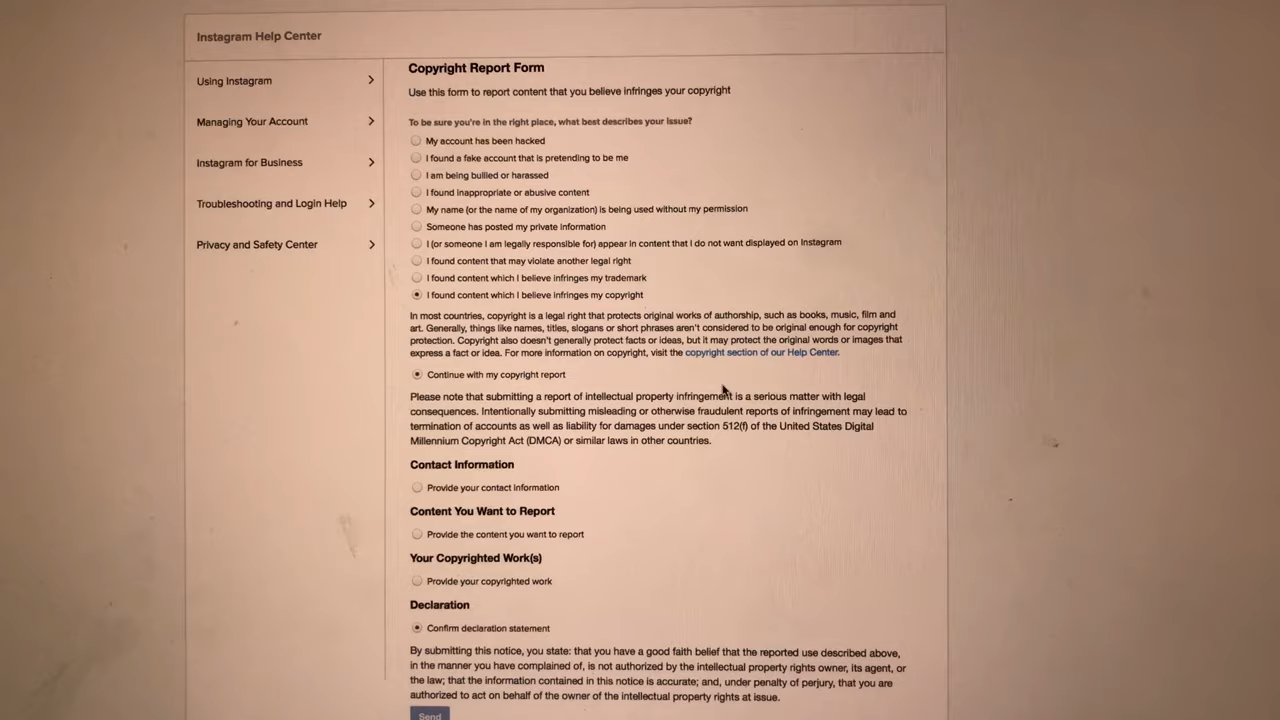 Instagram Help Center
Using Instagram
Managing Your Account
Instagram for Business
Troubleshooting and Login Help
Privacy and Safety Center
Copyright Report Form
Use this form to report content that you believe infringes your copyright
To be sure you're in the right place, what best describes your issue?
My account has been hacked
I found a fake account that is pretending to be me
I am being bullied or harassed
I found inappropriate or abusive content
My name (or the name of my organization) is being used without my permission
Someone has posted my private information
I (or someone I am legally responsible for) appear in content that I do not want displayed on Instagram
I found content that may violate another legal right
I found content which I believe infringes my trademark
I found content which I believe infringes my copyright
In most countries, copyright is a legal right that protects original works of authorship, such as books, music, film and
art. Generally, things like names, titles, slogans or short phrases aren't considered to be original enough for copyright
protection. Copyright also doesn't generally protect facts or ideas, but it may protect the original words or images that
express a fact or idea. For more information on copyright, visit the copyright section of our Help Center.
Continue with my copyright report
Please note that submitting a report of intellectual property infringement is a serious matter with legal
consequences. Intentionally submitting misleading or otherwise fraudulent reports of infringement may lead to
termination of accounts as well as liability for damages under section 512(f) of the United States Digital
Millennium Copyright Act (DMCA) or similar laws in other countries.
Contact Information
Provide your contact information
Content You Want to Report
Provide the content you want to report
Your Copyrighted Work(s)
Provide your copyrighted work
Declaration
Confirm declaration statement
By submitting this notice, you state: that you have a good faith belief that the reported use described above,
in the manner you have complained of, is not authorized by the intellectual property rights owner, its agent, or
the law; that the information contained in this notice is accurate; and, under penalty of perjury, that you are
authorized to act on behalf of the owner of the intellectual property rights at issue.
Send